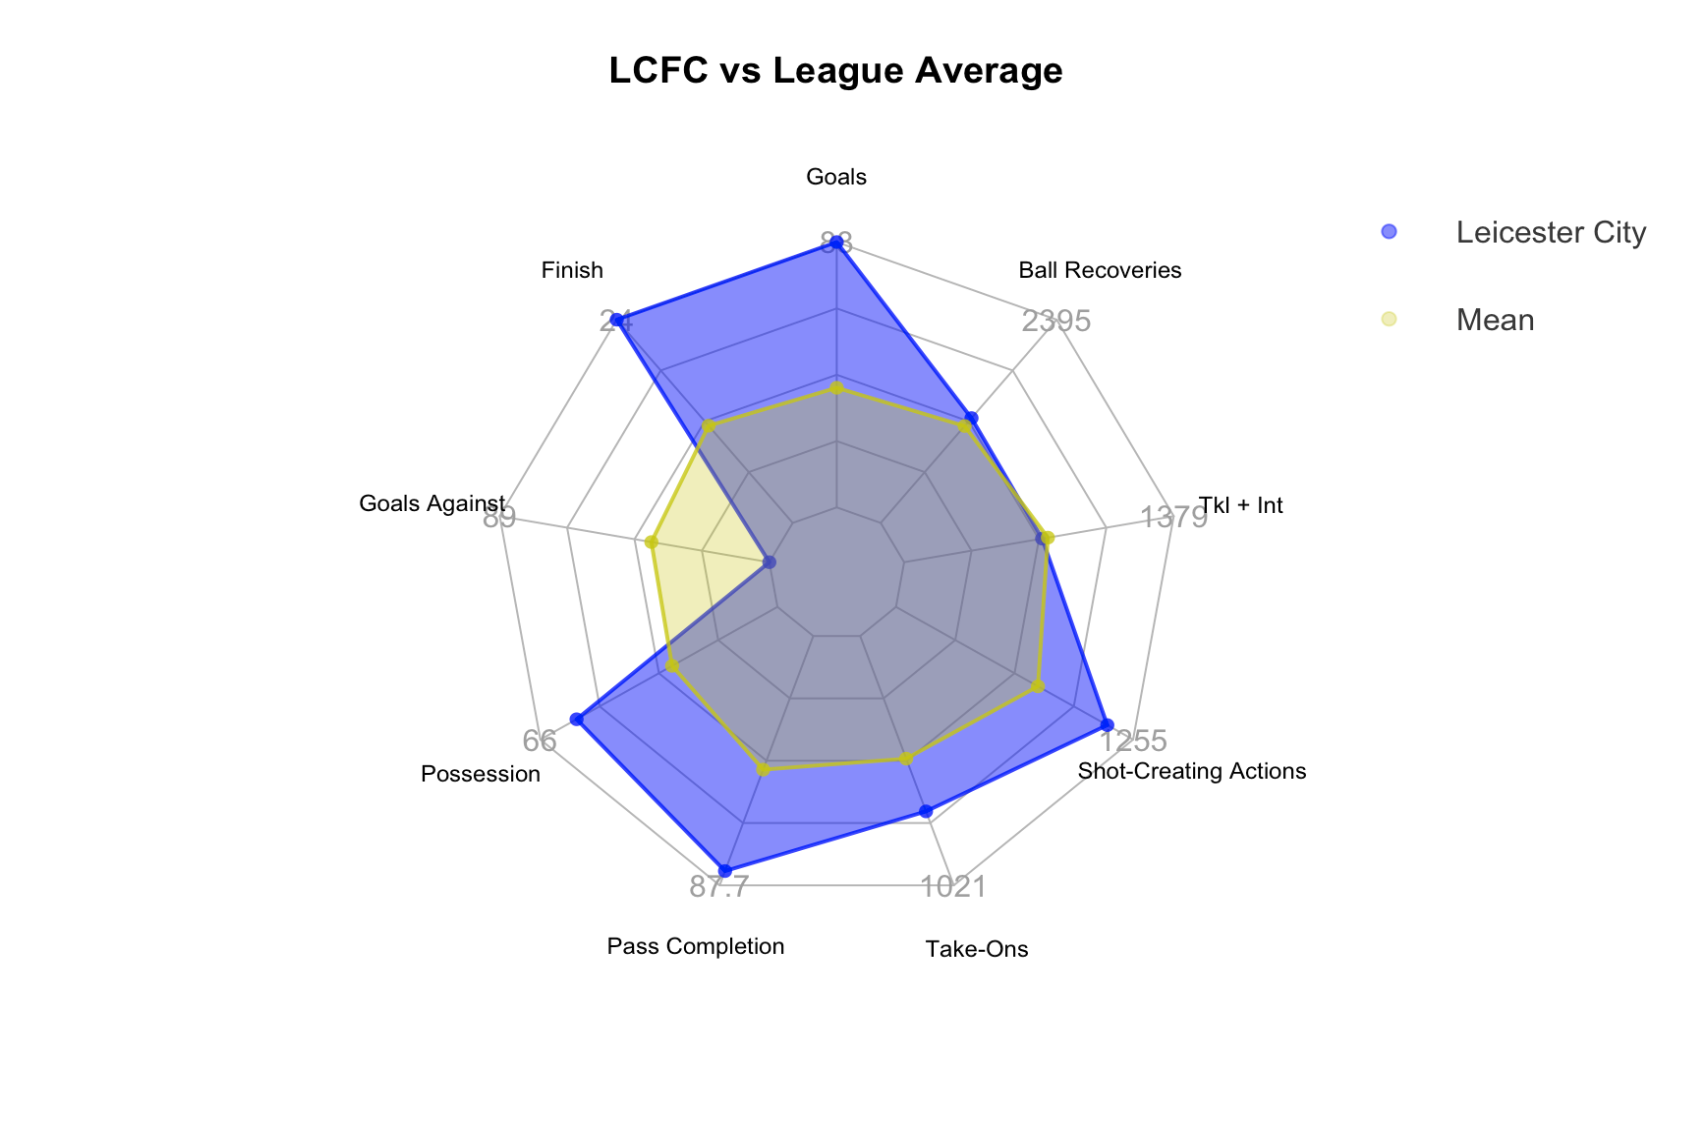 LCFC vs League Average
Goals
Leicester City
Finish
Ball Recoveries
24
2395
Mean
Goals Against
89
1379
Tkl + Int
66
1255
Possession
Shot-Creating Actions
87.7
1021
Pass Completion
Take-Ons